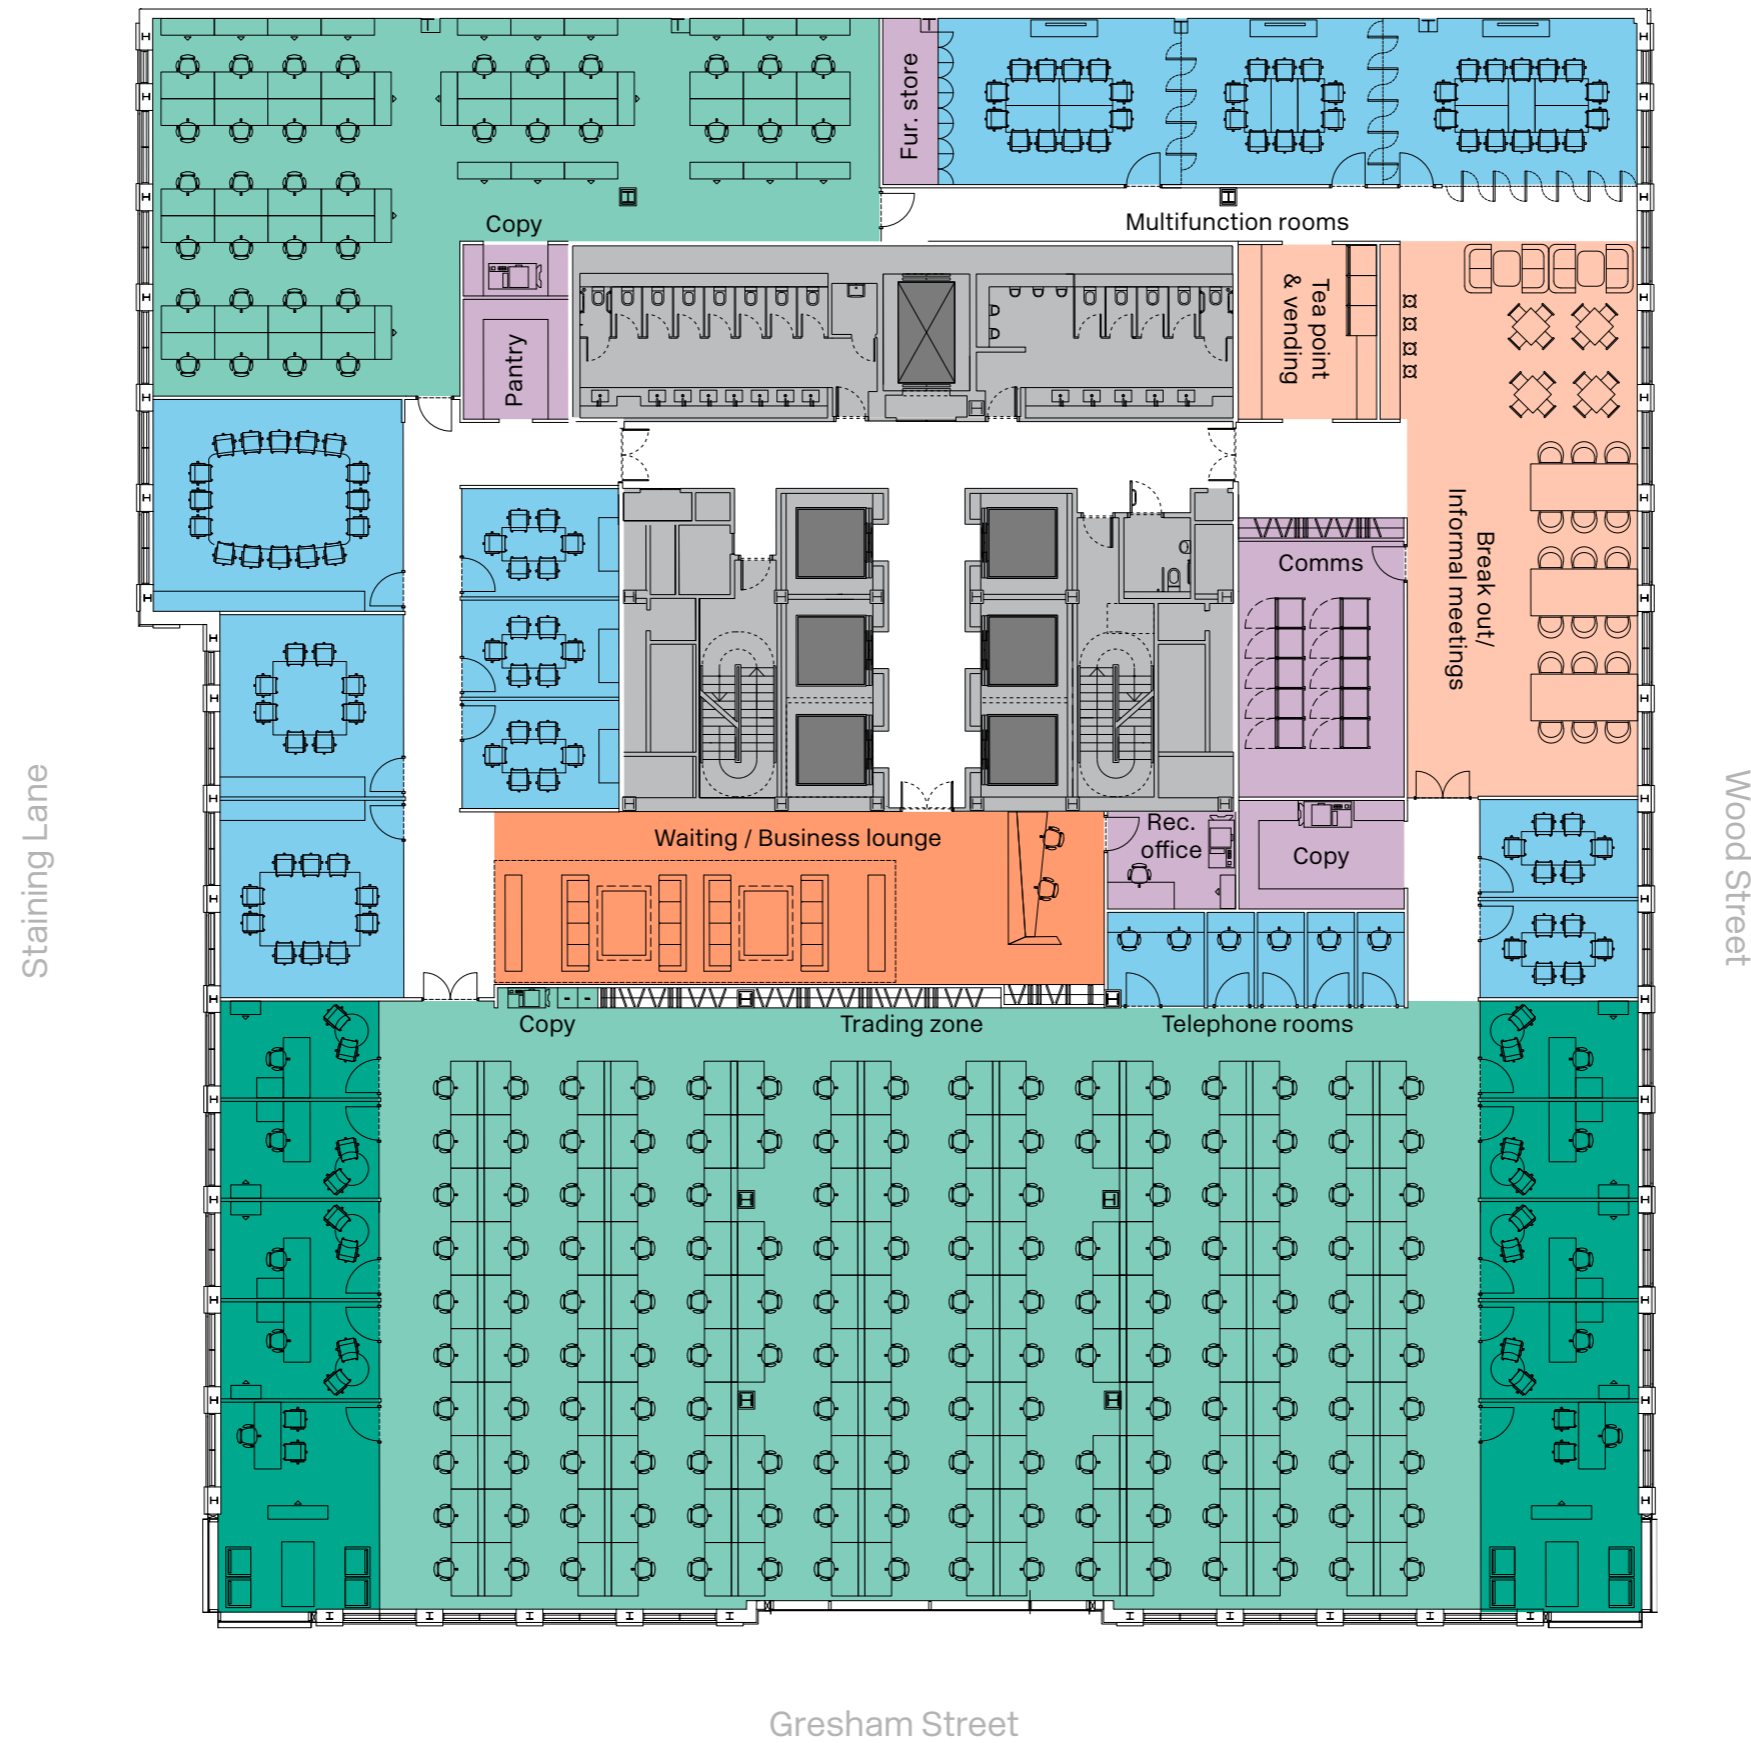 Fur. store
Copy
Multifunction rooms
Pantry
Tea point
& vending
Break out/
Informal meetings
Comms
Staining Lane
Wood Street
Waiting / Business lounge
Rec.
office
Copy
Copy
Trading zone
Telephone rooms
Gresham Street